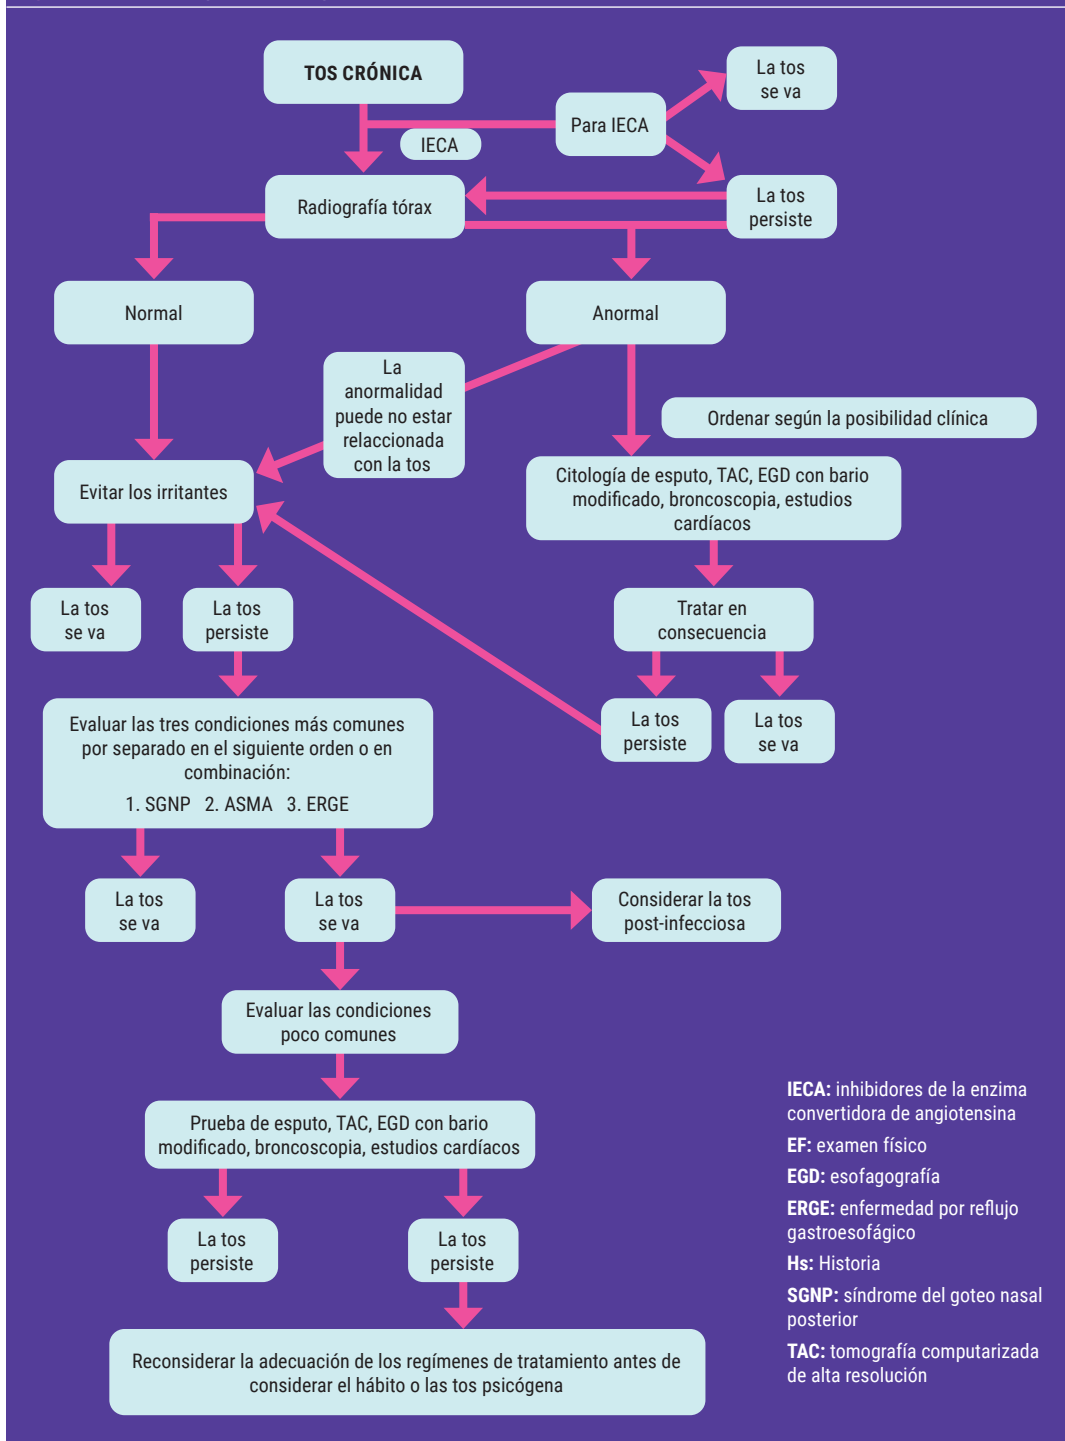 TOS CRÓNICA
La tos
se va
Para IECA
IECA
Radiografía tórax
La tos
persiste
Normal
Anormal
La
anormalidad
puede no estar
relaccionada
con la tos
Ordenar según la posibilidad clínica
Evitar los irritantes
Citología de esputo, TAC, EGD con bario
modificado, broncoscopia, estudios
cardíacos
La tos
se va
La tos
persiste
Tratar en
consecuencia
La tos
persiste
La tos
se va
Evaluar las tres condiciones más comunes
por separado en el siguiente orden o en
combinación:
1. SGNP 2. ASMA 3. ERGE
La tos
se va
La tos
se va
Considerar la tos
post-infecciosa
Evaluar las condiciones
poco comunes
Prueba de esputo, TAC, EGD con bario
modificado, broncoscopia, estudios cardíacos
La tos
persiste
La tos
persiste
Reconsiderar la adecuación de los regímenes de tratamiento antes de
considerar el hábito o las tos psicógena
IECA: inhibidores de la enzima
convertidora de angiotensina
EF: examen físico
EGD: esofagografía
ERGE: enfermedad por reflujo
gastroesofágico
Hs: Historia
SGNP: síndrome del goteo nasal
posterior
TAC: tomografía computarizada
de alta resolución